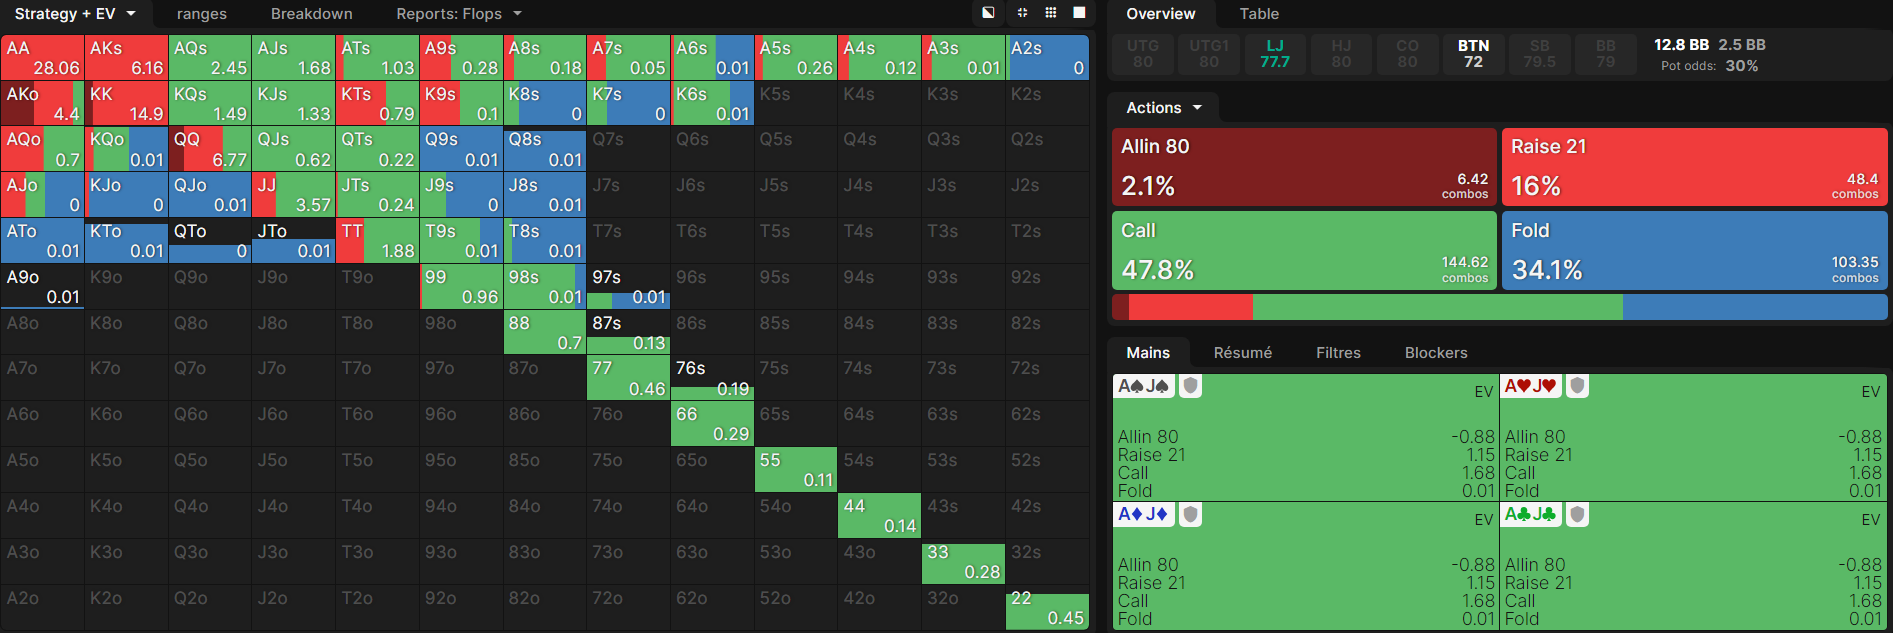 Strategy + EV ranges Breakdown Reports: Flops
AA 28.06 AKs 6.16 AQs 2.45 AJs 1.68 ATs 1.03 A9s 0.28 A8s 0.18 A7s 0.05 A6s 0.01 A5s 0.26 A4s 0.12 A3s 0.01 A2s 0
AKo 4.4 KK 14.9 KQs 1.49 KJs 1.33 KTs 0.79 K9s 0.1 K8s 0 K7s 0 K6s 0.01 K5s K4s K3s K2s
AQo 0.7 KQo 0.01 QQ 6.77 QJs 0.62 QTs 0.22 Q9s 0.01 Q8s 0.01 Q7s Q6s Q5s Q4s Q3s Q2s
AJo 0 KJo 0 QJo 0.01 JJ 3.57 JTs 0.24 J9s 0 J8s 0.01 J7s J6s J5s J4s J3s J2s
ATo 0.01 KTo 0.01 QTo 0 JTo 0.01 TT 1.88 T9s 0.01 T8s 0.01 T7s T6s T5s T4s T3s T2s
A9o 0.01 K9o Q9o J9o T9o 99 0.96 98s 0.01 97s 0.01 96s 95s 94s 93s 92s
A8o K8o Q8o J8o T8o 98o 88 0.7 87s 0.13 86s 85s 84s 83s 82s
A7o K7o Q7o J7o T7o 97o 87o 77 0.46 76s 0.19 75s 74s 73s 72s
A6o K6o Q6o J6o T6o 96o 86o 76o 66 0.29 65s 64s 63s 62s
A5o K5o Q5o J5o T5o 95o 85o 75o 65o 55 0.11 54s 53s 52s
A4o K4o Q4o J4o T4o 94o 84o 74o 64o 54o 44 0.14 43s 42s
A3o K3o Q3o J3o T3o 93o 83o 73o 63o 53o 43o 33 0.28 32s
A2o K2o Q2o J2o T2o 92o 82o 72o 62o 52o 42o 32o 22 0.45
Overview Table
UTG UTG1 LJ HJ CO BTN SB BB 12.8 BB 2.5 BB
80 80 77.7 80 80 72 79.5 79 Pot odds: 30%
Actions
Allin 80
2.1% 6.42 combos
Raise 21
16% 48.4 combos
Call
47.8% 144.62 combos
Fold
34.1% 103.35 combos
Mains Résumé Filtres Blockers
A♠J♠ EV
Allin 80 -0.88
Raise 21 1.15
Call 1.68
Fold 0.01
A♥J♥ EV
Allin 80 -0.88
Raise 21 1.15
Call 1.68
Fold 0.01
A♦J♦ EV
Allin 80 -0.88
Raise 21 1.15
Call 1.68
Fold 0.01
A♣J♣ EV
Allin 80 -0.88
Raise 21 1.15
Call 1.68
Fold 0.01